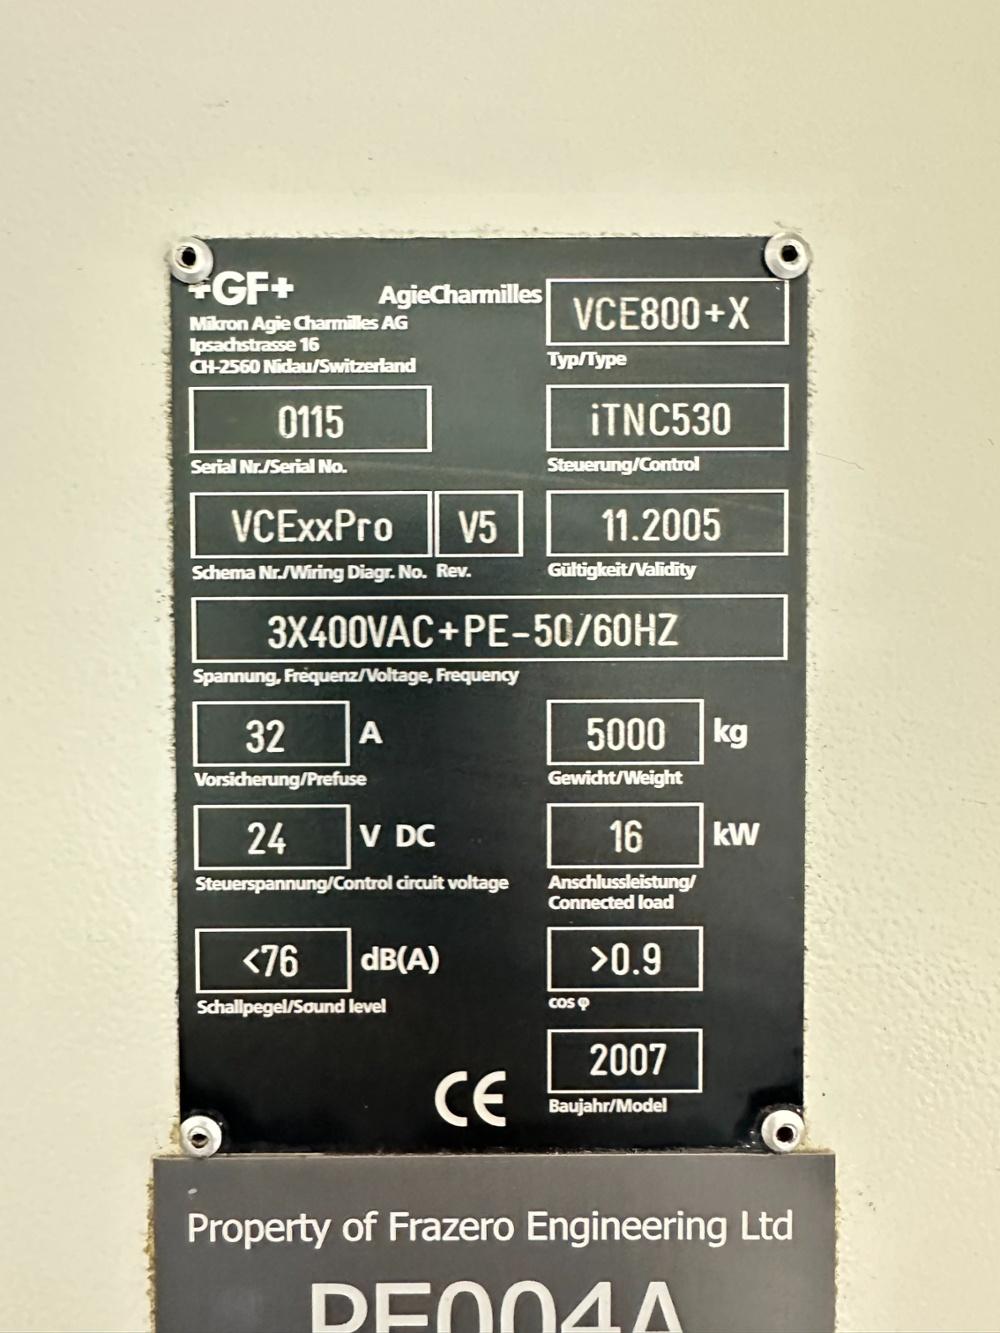 +GF+
AgieCharmilles
Mikron Agie Charmilles AG
Ipsachstrasse 16
CH-2560 Nidau/Switzerland
VCE800+X
Typ/Type
0115
Serial Nr./Serial No.
iTNC530
Steuerung/Control
VCExxPro V5
Schema Nr./Wiring Diagr. No. Rev.
11.2005
Gültigkeit/Validity
3X400VAC+PE-50/60HZ
Spannung, Frequenz/Voltage, Frequency
32 A
Vorsicherung/Prefuse
5000 kg
Gewicht/Weight
24 V DC
Steuerspannung/Control circuit voltage
16 kW
Anschlussleistung/
Connected load
<76 dB(A)
Schallpegel/Sound level
>0.9
cos φ
2007
Baujahr/Model
CE
Property of Frazero Engineering Ltd
PE004A